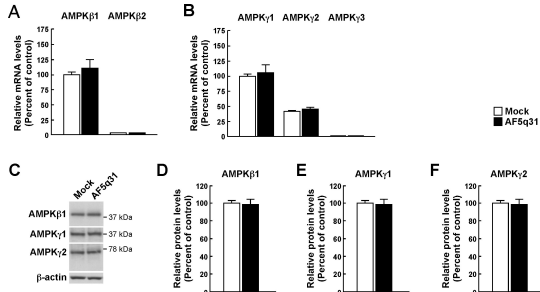 A
AMPKβ1 AMPKβ2
Relative mRNA levels
(Percent of control)
150
125
100
75
50
25
0
B
AMPKγ1 AMPKγ2 AMPKγ3
Relative mRNA levels
(Percent of control)
150
125
100
75
50
25
0
Mock
AF5q31
C
Mock
AF5q31
AMPKβ1
37 kDa
AMPKγ1
37 kDa
AMPKγ2
78 kDa
β-actin
D
AMPKβ1
Relative protein levels
(Percent of control)
120
100
80
60
40
20
0
E
AMPKγ1
Relative protein levels
(Percent of control)
120
100
80
60
40
20
0
F
AMPKγ2
Relative protein levels
(Percent of control)
120
100
80
60
40
20
0